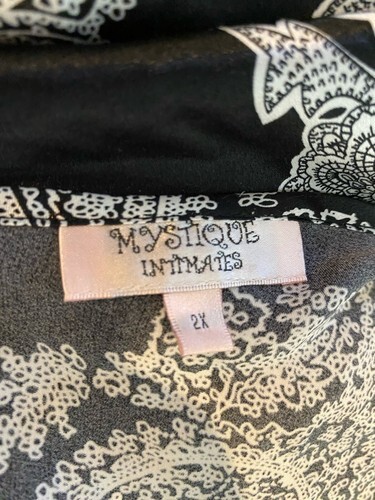 MYSTIQUE
INTIMATES
2X